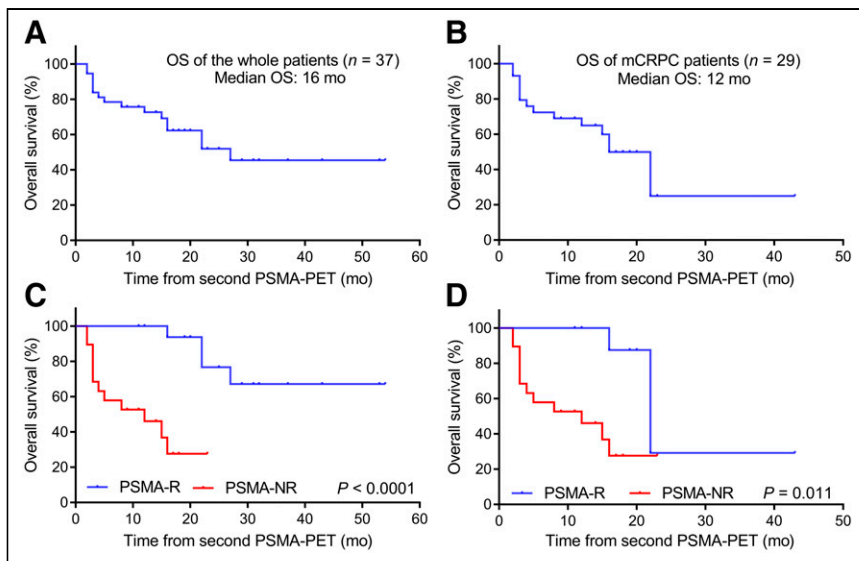 A
OS of the whole patients (n = 37)
Median OS: 16 mo
Overall survival (%)
100
80
60
40
20
0
0 10 20 30 40 50 60
Time from second PSMA-PET (mo)
B
OS of mCRPC patients (n = 29)
Median OS: 12 mo
Overall survival (%)
100
80
60
40
20
0
0 10 20 30 40 50
Time from second PSMA-PET (mo)
C
Overall survival (%)
100
80
60
40
20
0
PSMA-R PSMA-NR P < 0.0001
0 10 20 30 40 50 60
Time from second PSMA-PET (mo)
D
Overall survival (%)
100
80
60
40
20
0
PSMA-R PSMA-NR P = 0.011
0 10 20 30 40 50
Time from second PSMA-PET (mo)